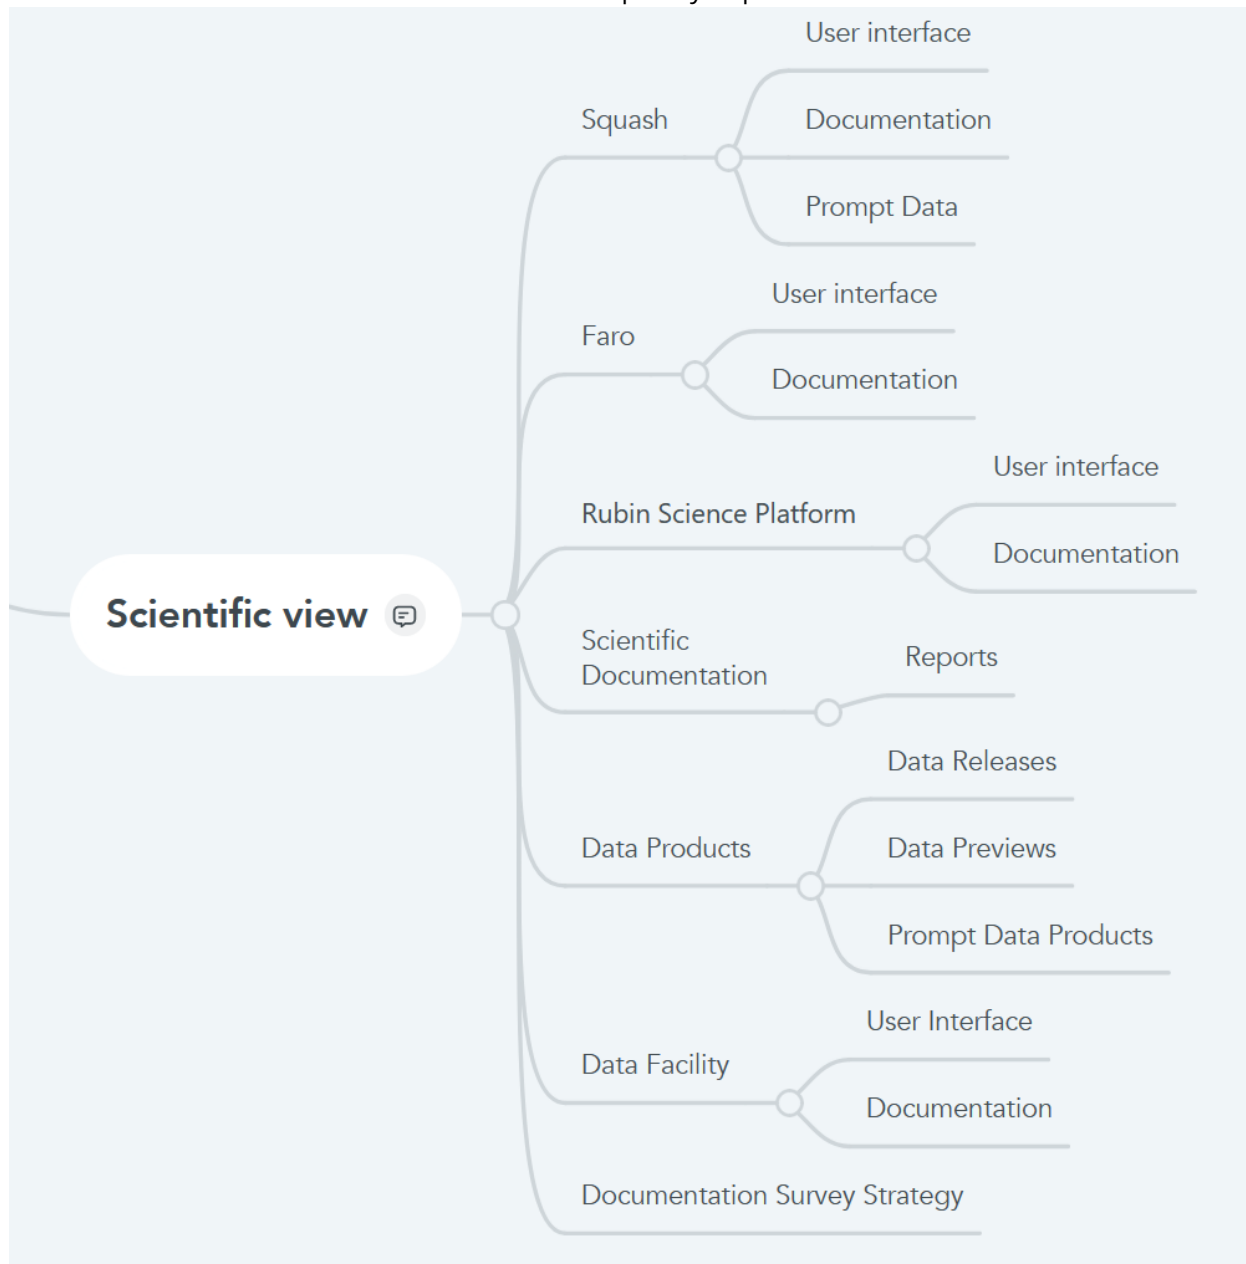 Scientific view
Squash
User interface
Documentation
Prompt Data
Faro
User interface
Documentation
Rubin Science Platform
User interface
Documentation
Scientific
Documentation
Reports
Data Products
Data Releases
Data Previews
Prompt Data Products
Data Facility
User Interface
Documentation
Documentation Survey Strategy